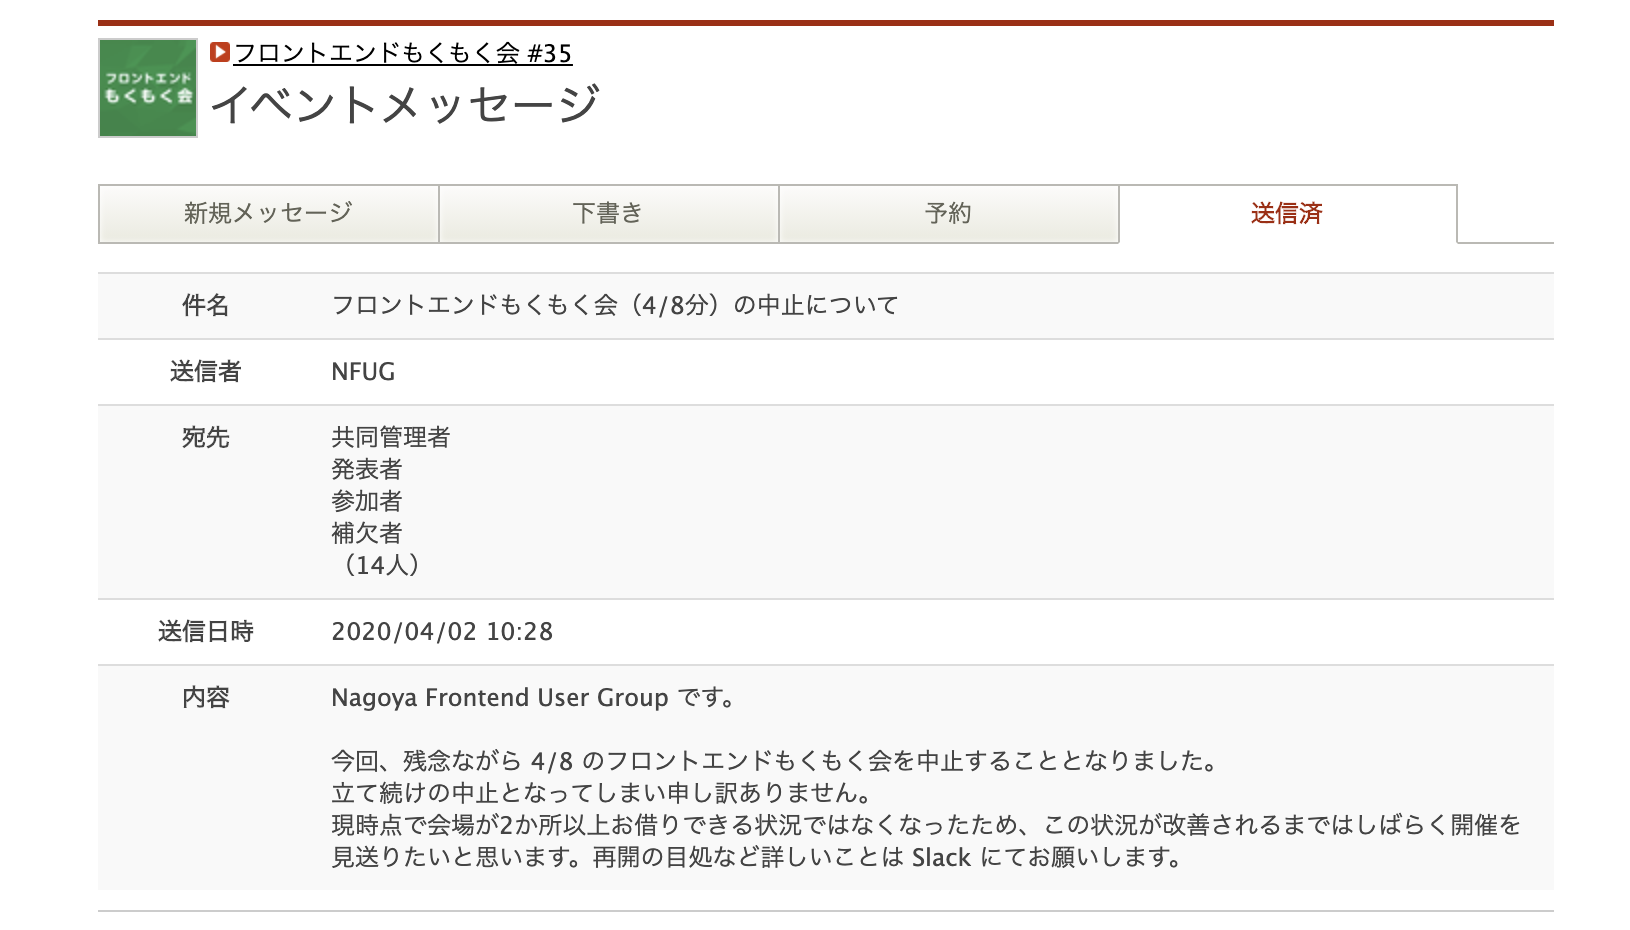 フロントエンド
もくもく会
フロントエンドもくもく会 #35
イベントメッセージ
新規メッセージ
下書き
予約
送信済
件名
フロントエンドもくもく会（4/8分）の中止について
送信者
NFUG
宛先
共同管理者
発表者
参加者
補欠者
（14人）
送信日時
2020/04/02 10:28
内容
Nagoya Frontend User Group です。
今回、残念ながら 4/8 のフロントエンドもくもく会を中止することとなりました。
立て続けの中止となってしまい申し訳ありません。
現時点で会場が2か所以上お借りできる状況ではなくなったため、この状況が改善されるまではしばらく開催を
見送りたいと思います。再開の目処など詳しいことは Slack にてお願いします。